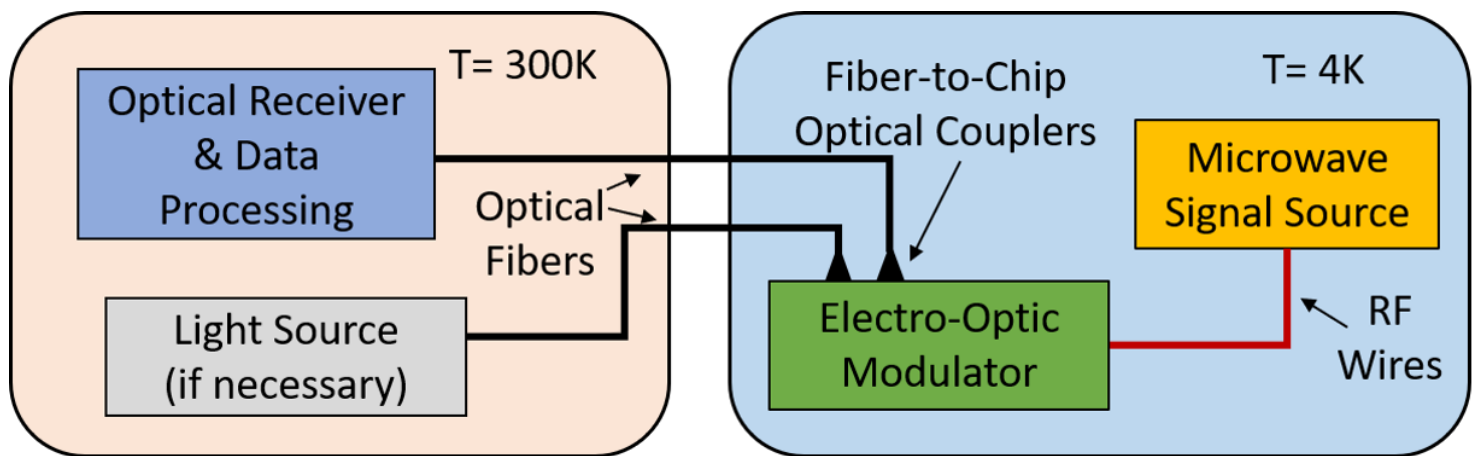 T= 300K
Optical Receiver
& Data
Processing
Optical
Fibers
Light Source
(if necessary)
T= 4K
Fiber-to-Chip
Optical Couplers
Microwave
Signal Source
Electro-Optic
Modulator
RF
Wires